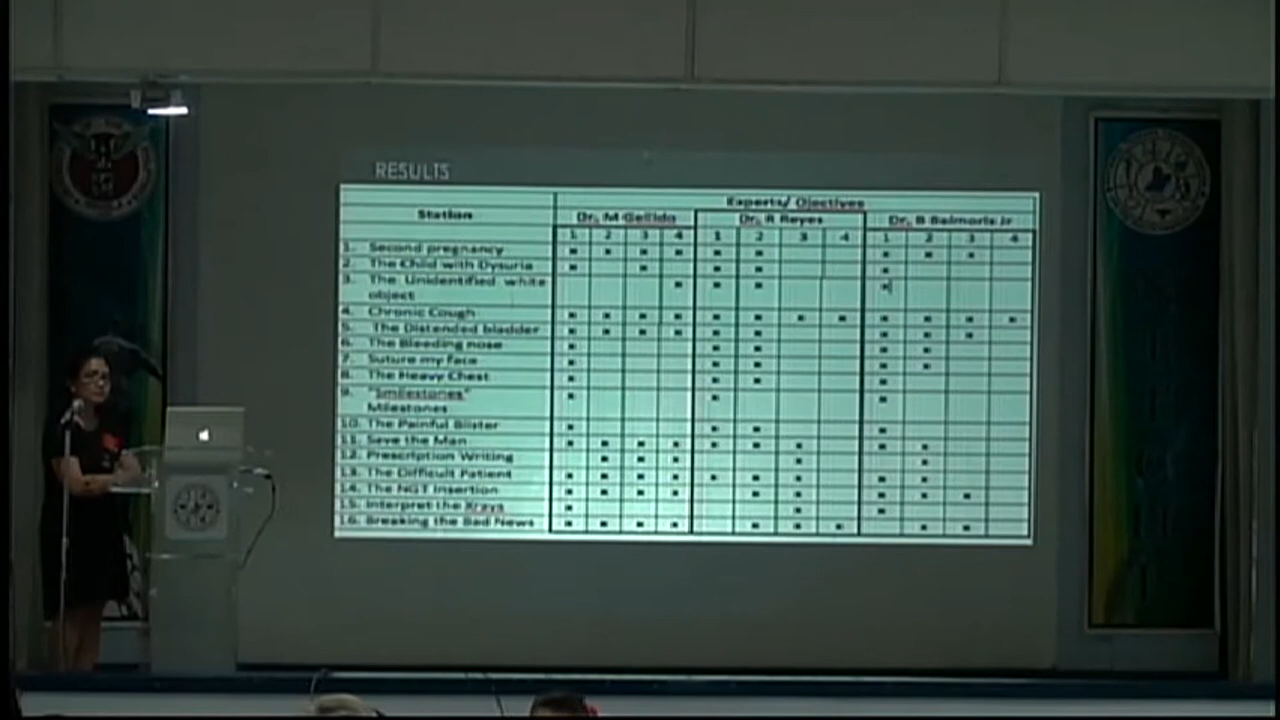 RESULTS
Station
Experts/ Ojectives
Dr. M Gellido
Dr. R Reyes
Dr. B Balmoris Jr
1 2 3 4 1 2 3 4 1 2 3 4
1. Second pregnancy
2. The Child with Dysuria
3. The Unidentified white
object
4. Chronic Cough
5. The Distended bladder
6. The Bleeding nose
7. Suture my face
8. The Heavy Chest
9. "Smilestones"
Milestones
10. The Painful Blister
11. Save the Man
12. Prescription Writing
13. The Difficult Patient
14. The NGT Insertion
15. Interpret the Xrays
16. Breaking the Bad News